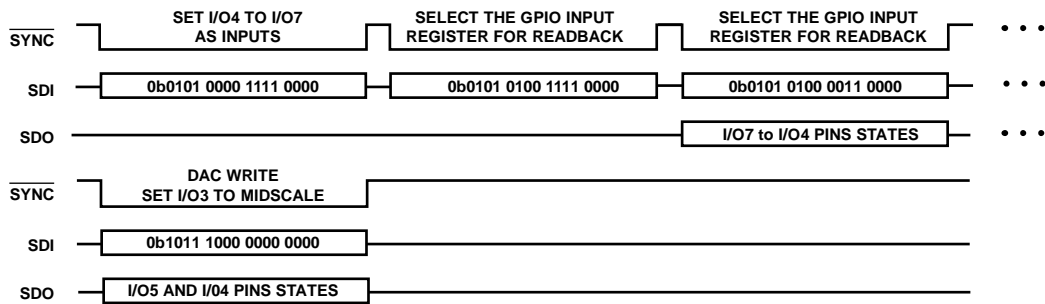 SET I/O4 TO I/O7 SELECT THE GPIO INPUT SELECT THE GPIO INPUT
SYNC AS INPUTS REGISTER FOR READBACK REGISTER FOR READBACK
SDI 0b0101 0000 1111 0000 0b0101 0100 1111 0000 0b0101 0100 0011 0000
SDO I/O7 to I/O4 PINS STATES
DAC WRITE
SYNC SET I/O3 TO MIDSCALE
SDI 0b1011 1000 0000 0000
SDO I/O5 AND I/04 PINS STATES